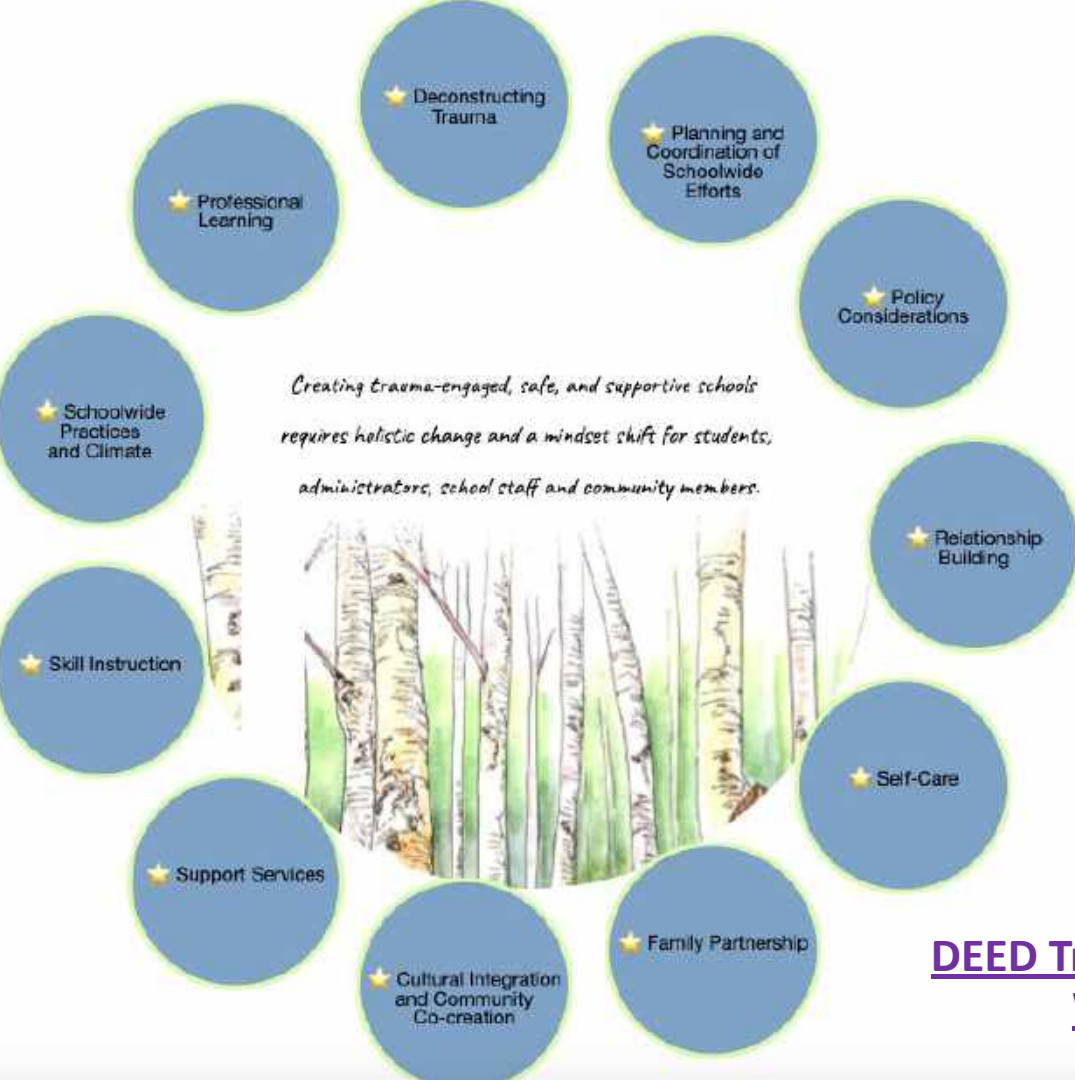 Deconstructing
Trauma
Planning and
Coordination of
Schoolwide
Efforts
Policy
Considerations
Relationship
Building
Self-Care
Family Partnership
Cultural Integration
and Community
Co-creation
Support Services
Skill Instruction
Schoolwide
Practices
and Climate
Professional
Learning
Creating trauma-engaged, safe, and supportive schools
requires holistic change and a mindset shift for students,
administrators, school staff and community members.
DEED